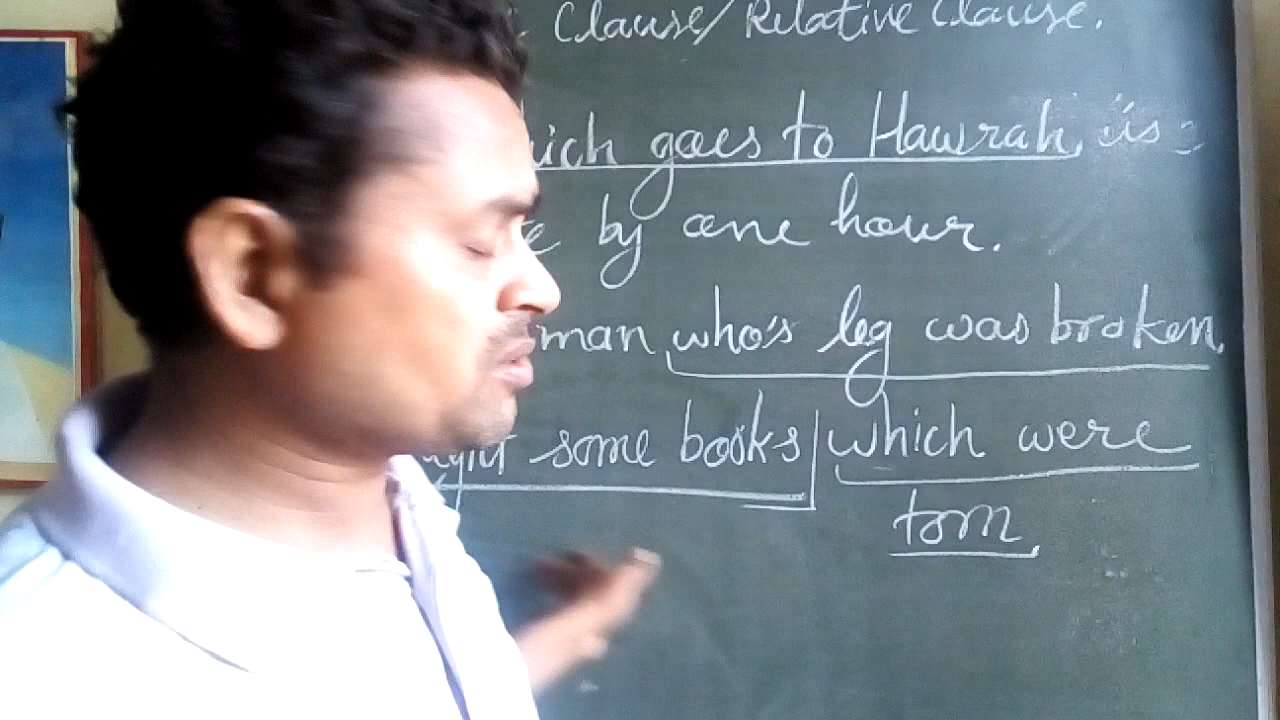 Clause/Relative Clause.
ich goes to Hawrah, is
by one hour.
man who's leg was broken.
some books which were
torn